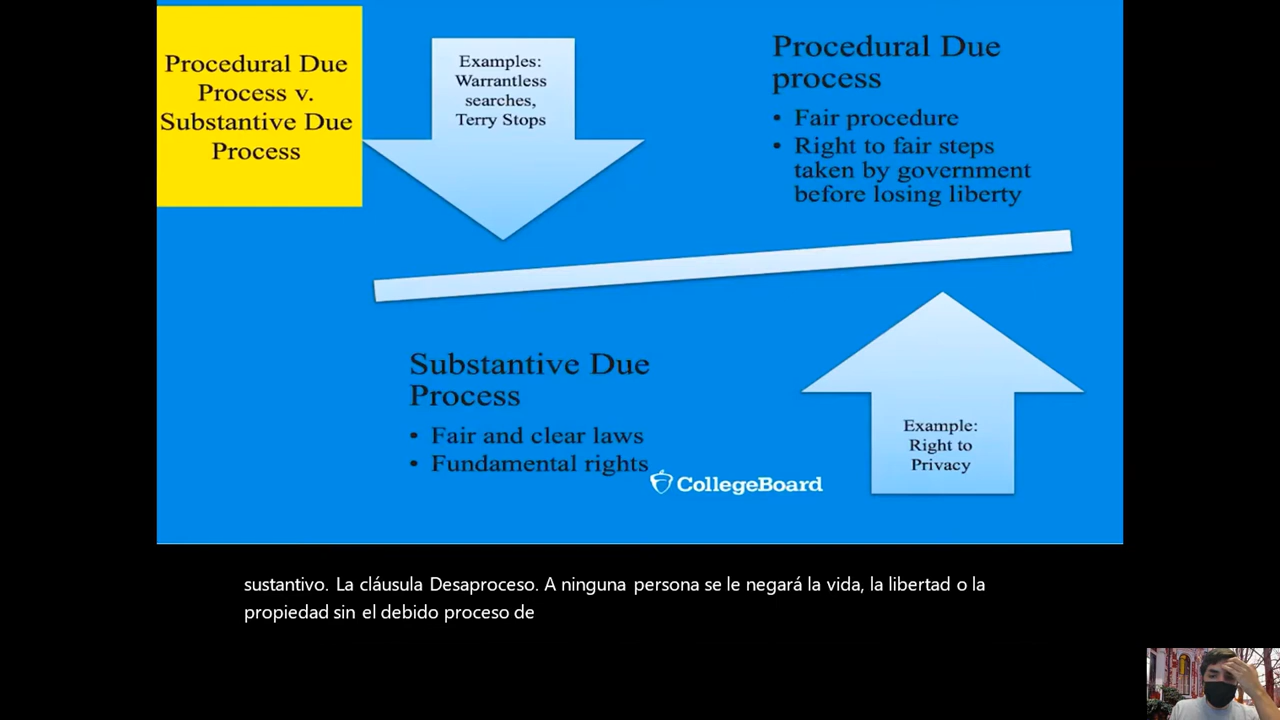 Procedural Due
Process v.
Substantive Due
Process
Examples:
Warrantless
searches,
Terry Stops
Procedural Due
process
• Fair procedure
• Right to fair steps
taken by government
before losing liberty
Substantive Due
Process
• Fair and clear laws
• Fundamental rights
CollegeBoard
Example:
Right to
Privacy
sustantivo. La cláusula Desaproceso. A ninguna persona se le negará la vida, la libertad o la
propiedad sin el debido proceso de